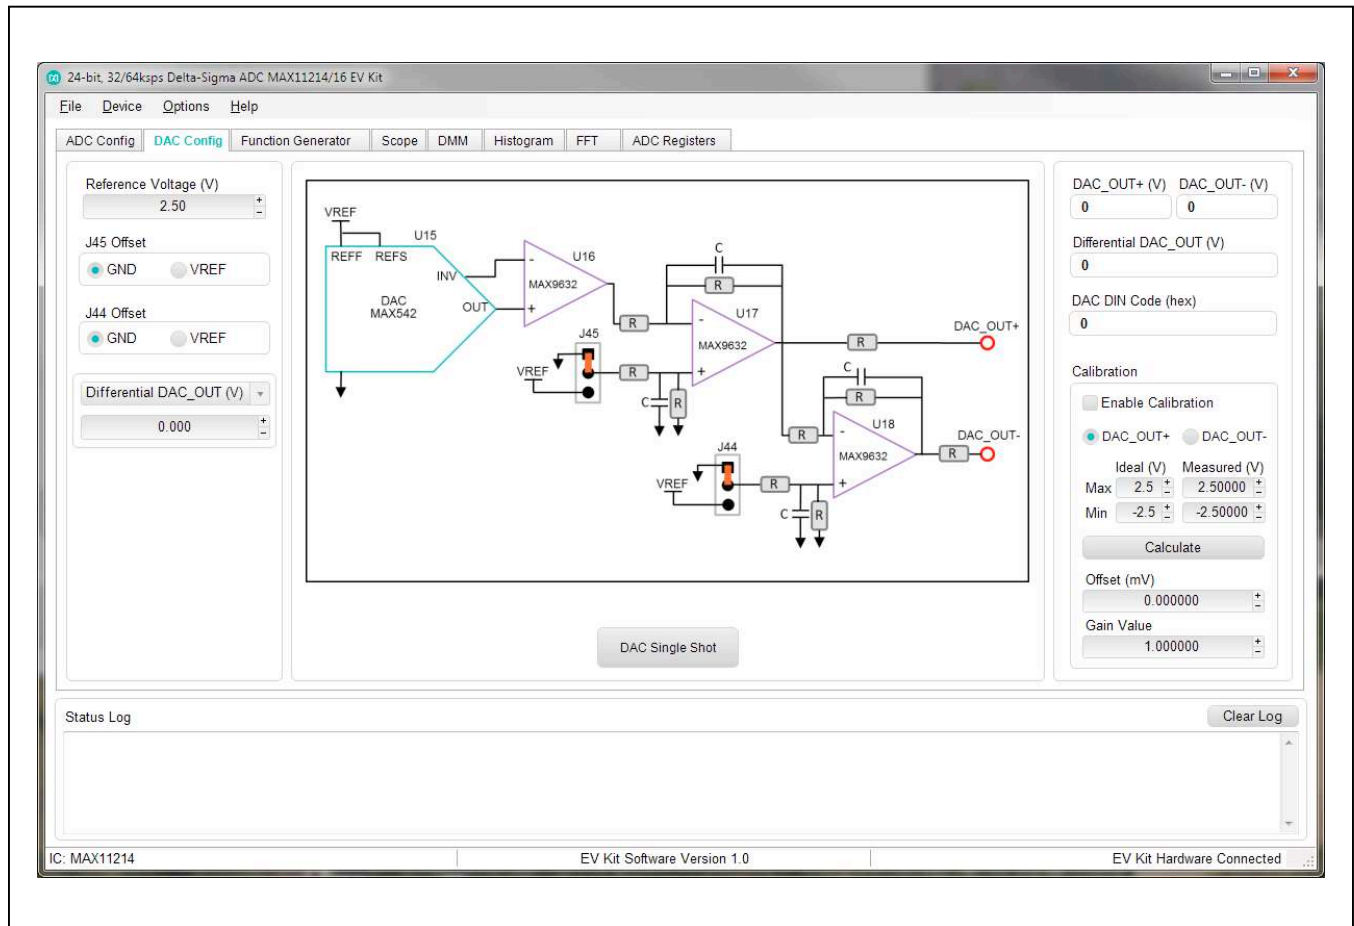 24-bit, 32/64ksps Delta-Sigma ADC MAX11214/16 EV Kit
File Device Options Help
ADC Config DAC Config Function Generator Scope DMM Histogram FFT ADC Registers
Reference Voltage (V)
2.50
J45 Offset
GND VREF
J44 Offset
GND VREF
Differential DAC_OUT (V)
0.000
VREF
U15
REFF REFS
INV
DAC
MAX542
OUT
U16
-
MAX9632
+
C
R
R
U17
-
MAX9632
+
J45
VREF
R
C
R
R
DAC_OUT+
C
R
R
U18
-
MAX9632
+
R
DAC_OUT-
J44
VREF
R
C
R
DAC Single Shot
DAC_OUT+ (V) DAC_OUT- (V)
0 0
Differential DAC_OUT (V)
0
DAC DIN Code (hex)
0
Calibration
Enable Calibration
DAC_OUT+ DAC_OUT-
Ideal (V) Measured (V)
Max 2.5 2.50000
Min -2.5 -2.50000
Calculate
Offset (mV)
0.000000
Gain Value
1.000000
Status Log
Clear Log
IC: MAX11214
EV Kit Software Version 1.0
EV Kit Hardware Connected